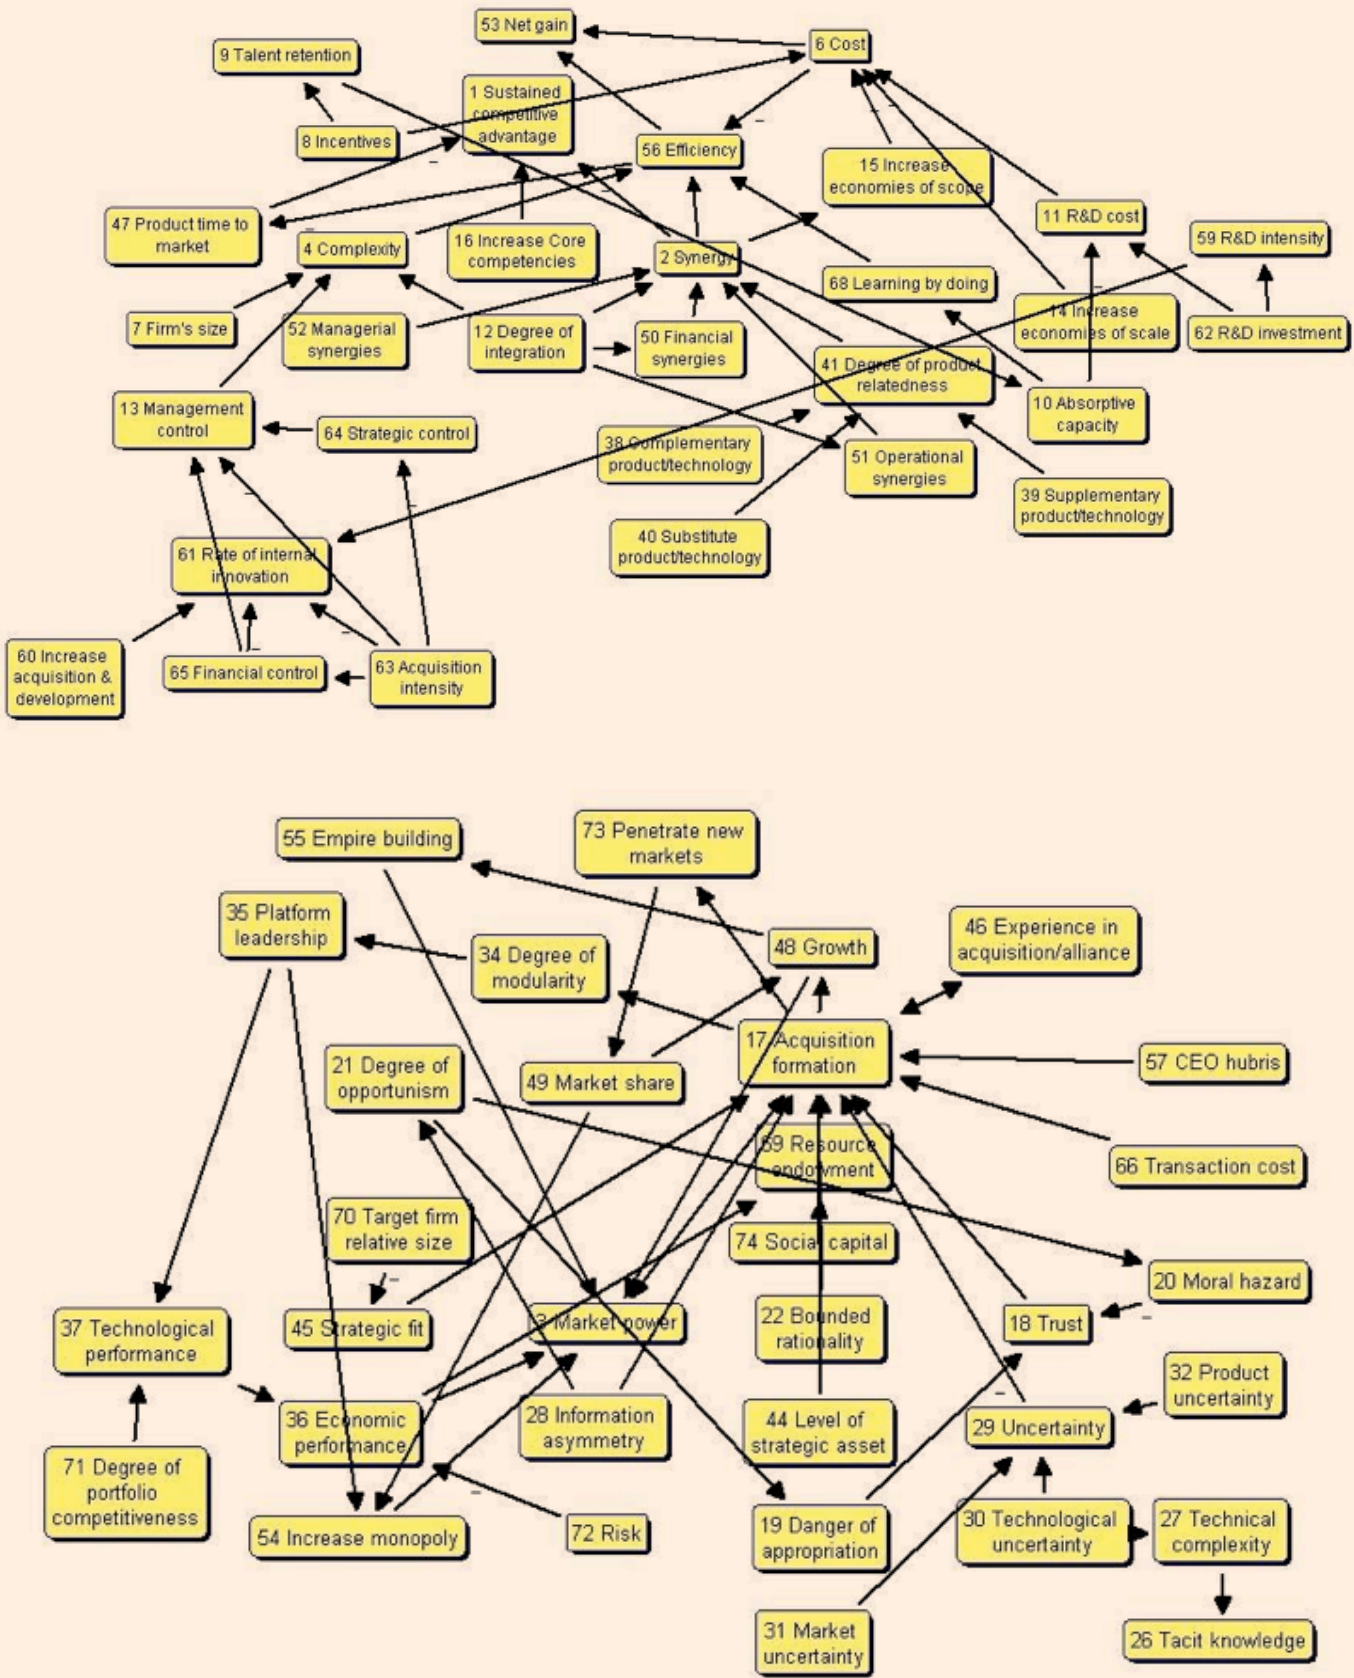 53 Net gain
6 Cost
9 Talent retention
1 Sustained
competitive
advantage
8 Incentives
56 Efficiency
15 Increase
economies of scope
47 Product time to
market
4 Complexity
16 Increase Core
competencies
2 Synergy
11 R&D cost
59 R&D intensity
68 Learning by doing
7 Firm's size
52 Managerial
synergies
12 Degree of
integration
50 Financial
synergies
14 Increase
economies of scale
62 R&D investment
41 Degree of product
relatedness
13 Management
control
64 Strategic control
10 Absorptive
capacity
38 Complementary
product/technology
51 Operational
synergies
39 Supplementary
product/technology
40 Substitute
product/technology
61 Rate of internal
innovation
60 Increase
acquisition &
development
65 Financial control
63 Acquisition
intensity
55 Empire building
73 Penetrate new
markets
35 Platform
leadership
34 Degree of
modularity
48 Growth
46 Experience in
acquisition/alliance
17 Acquisition
formation
21 Degree of
opportunism
49 Market share
57 CEO hubris
69 Resource
endowment
66 Transaction cost
70 Target firm
relative size
74 Social capital
20 Moral hazard
37 Technological
performance
45 Strategic fit
3 Market power
22 Bounded
rationality
18 Trust
32 Product
uncertainty
36 Economic
performance
28 Information
asymmetry
44 Level of
strategic asset
29 Uncertainty
71 Degree of
portfolio
competitiveness
54 Increase monopoly
72 Risk
19 Danger of
appropriation
30 Technological
uncertainty
27 Technical
complexity
31 Market
uncertainty
26 Tacit knowledge